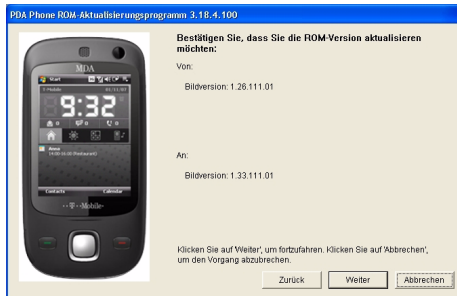 PDA Phone ROM-Aktualisierungsprogramm 3.18.4.100
Bestätigen Sie, dass Sie die ROM-Version aktualisieren
möchten:
Von:
Bildversion: 1.26.111.01
An:
Bildversion: 1.33.111.01
Klicken Sie auf 'Weiter', um fortzufahren. Klicken Sie auf 'Abbrechen',
um den Vorgang abzubrechen.
Zurück
Weiter
Abbrechen
MDA
Start
T-Mobile
9:32
Anna
Contacts
Calendar
Mobile